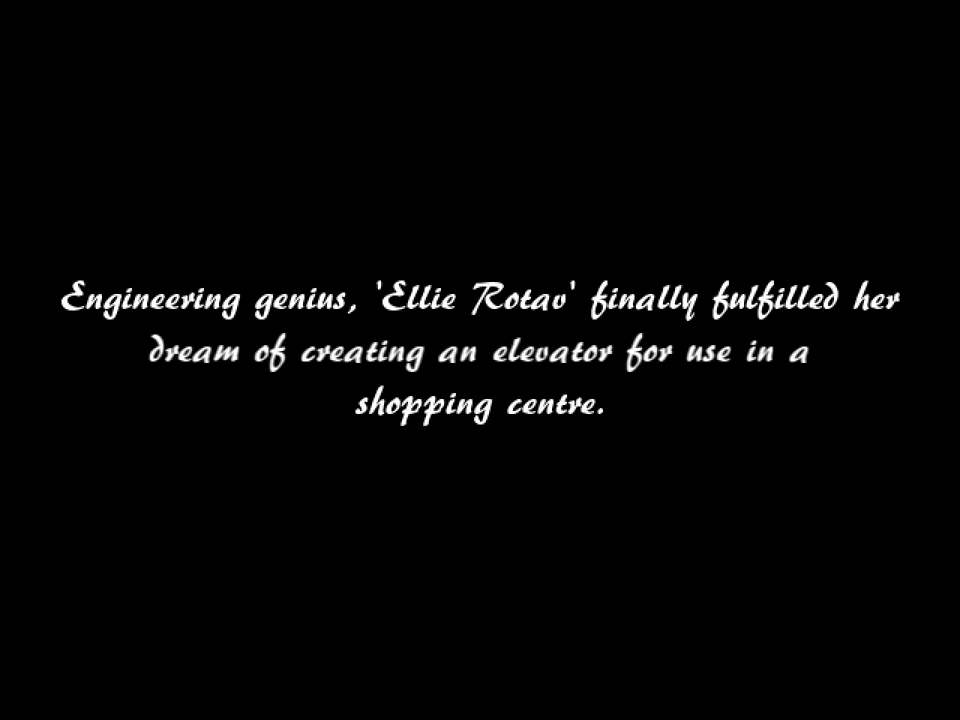 Engineering genius, 'Ellie Rotav' finally fulfilled her
dream of creating an elevator for use in a
shopping centre.